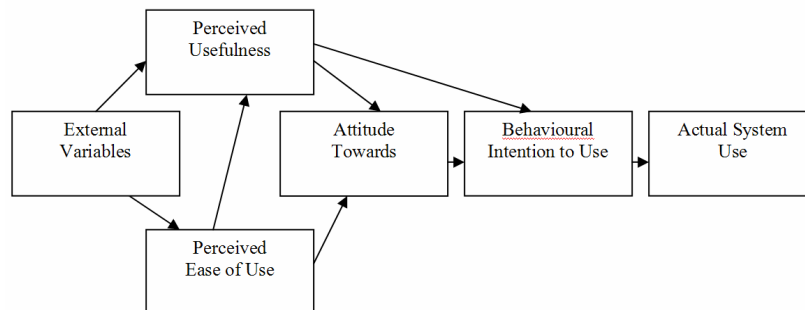 Perceived
Usefulness
External
Variables
Attitude
Towards
Behavioural
Intention to Use
Actual System
Use
Perceived
Ease of Use